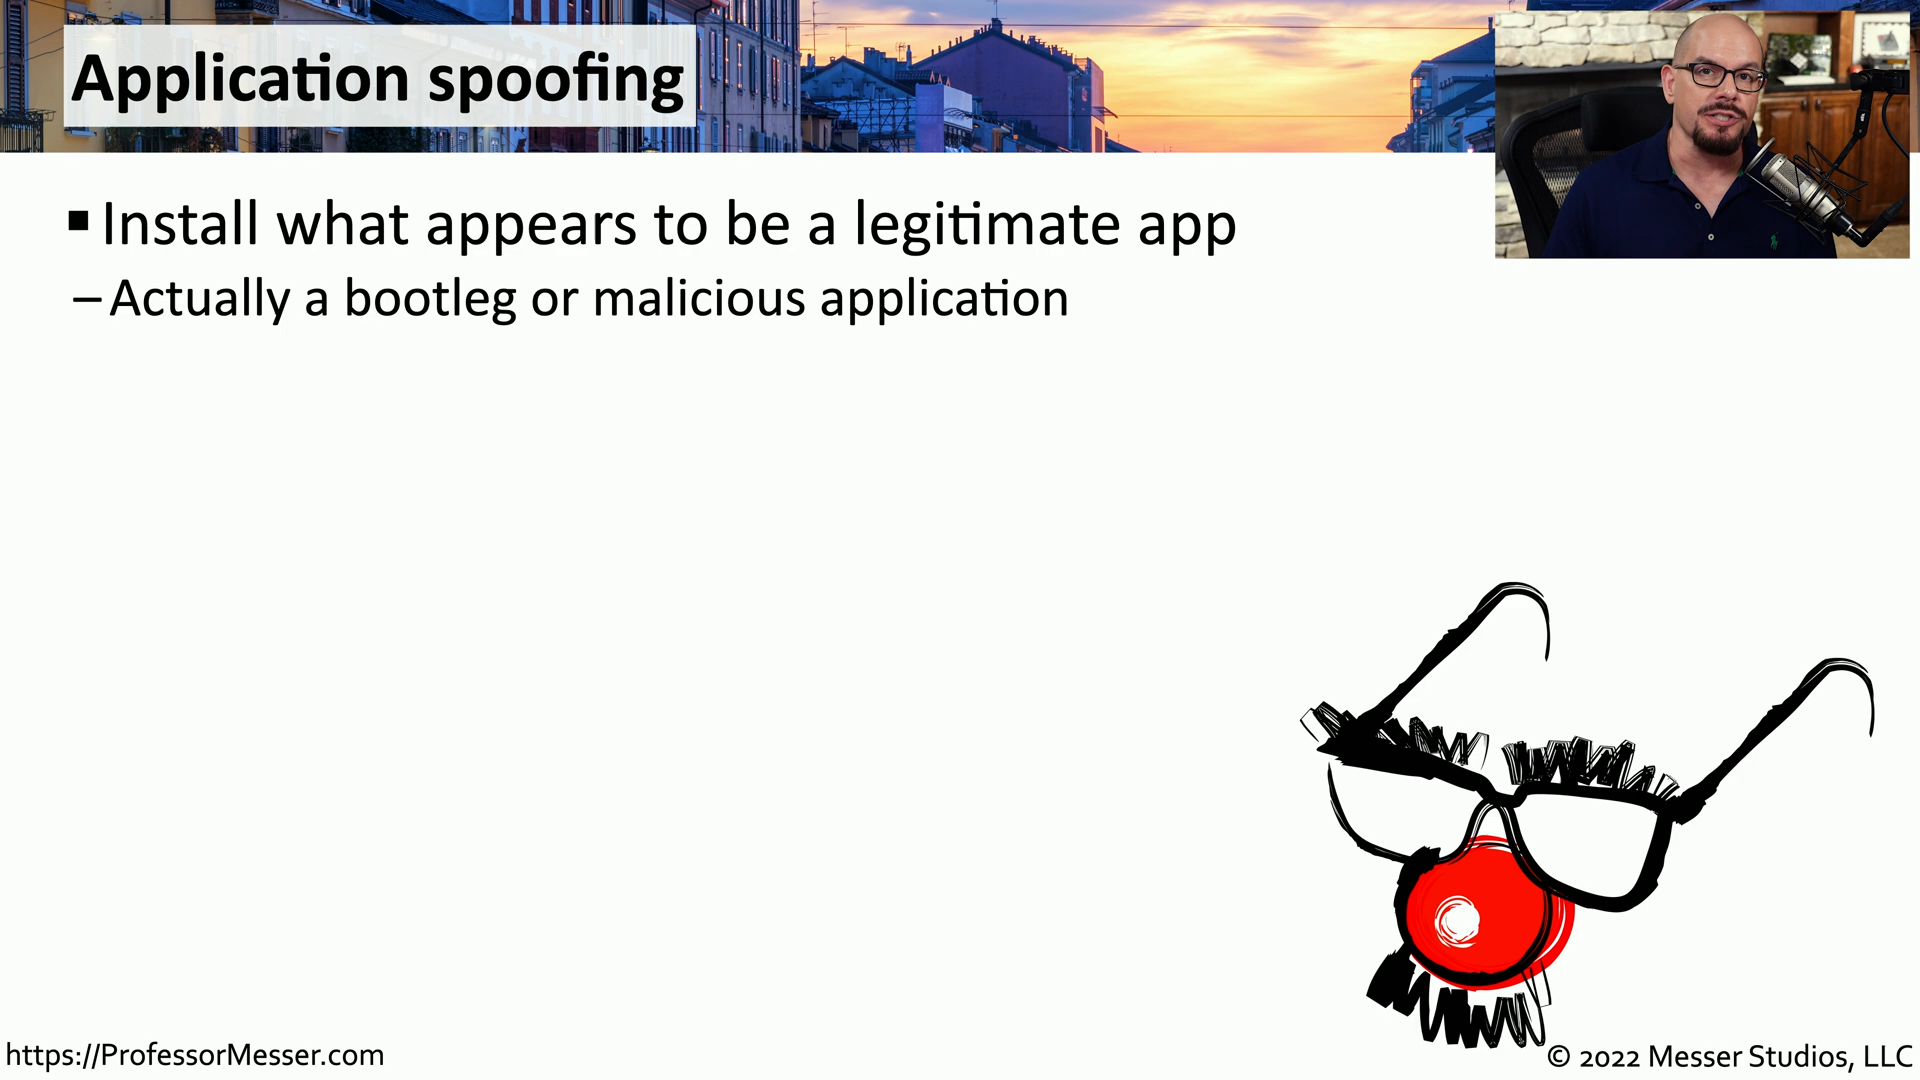 Application spoofing
▪ Install what appears to be a legitimate app
– Actually a bootleg or malicious application
https://ProfessorMesser.com
© 2022 Messer Studios, LLC